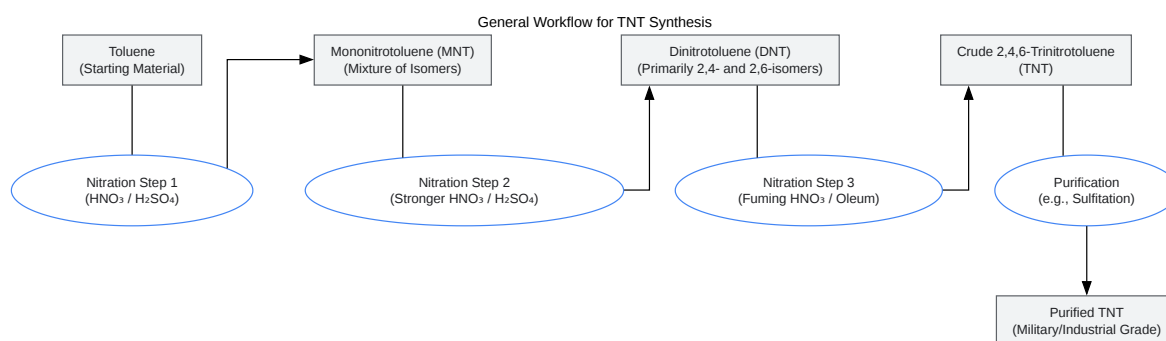 General Workflow for TNT Synthesis
Toluene
(Starting Material)
Mononitrotoluene (MNT)
(Mixture of Isomers)
Dinitrotoluene (DNT)
(Primarily 2,4- and 2,6-isomers)
Crude 2,4,6-Trinitrotoluene
(TNT)
Nitration Step 1
(HNO₃ / H₂SO₄)
Nitration Step 2
(Stronger HNO₃ / H₂SO₄)
Nitration Step 3
(Fuming HNO₃ / Oleum)
Purification
(e.g., Sulfitation)
Purified TNT
(Military/Industrial Grade)